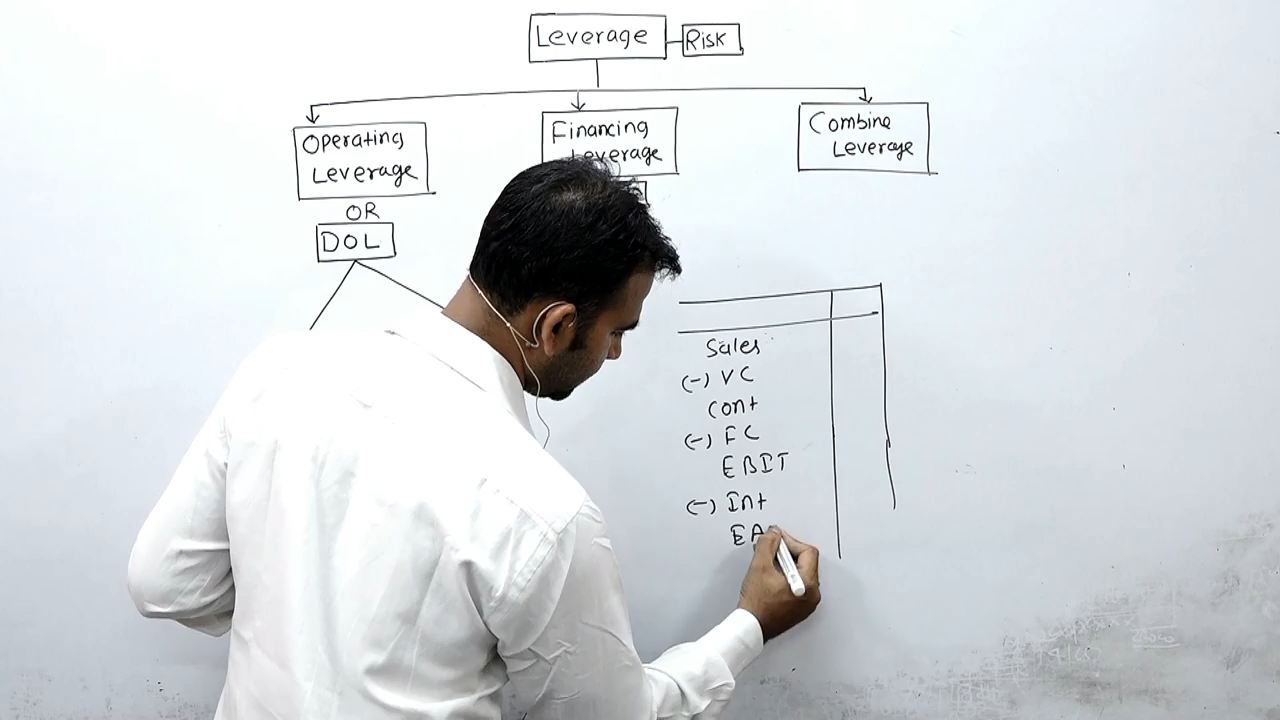 Leverage
Risk
Operating
Leverage
Financing
Leverage
Combine
Leverage
OR
DOL
Sales
(-) VC
Cont
(-) FC
EBIT
(-) Int